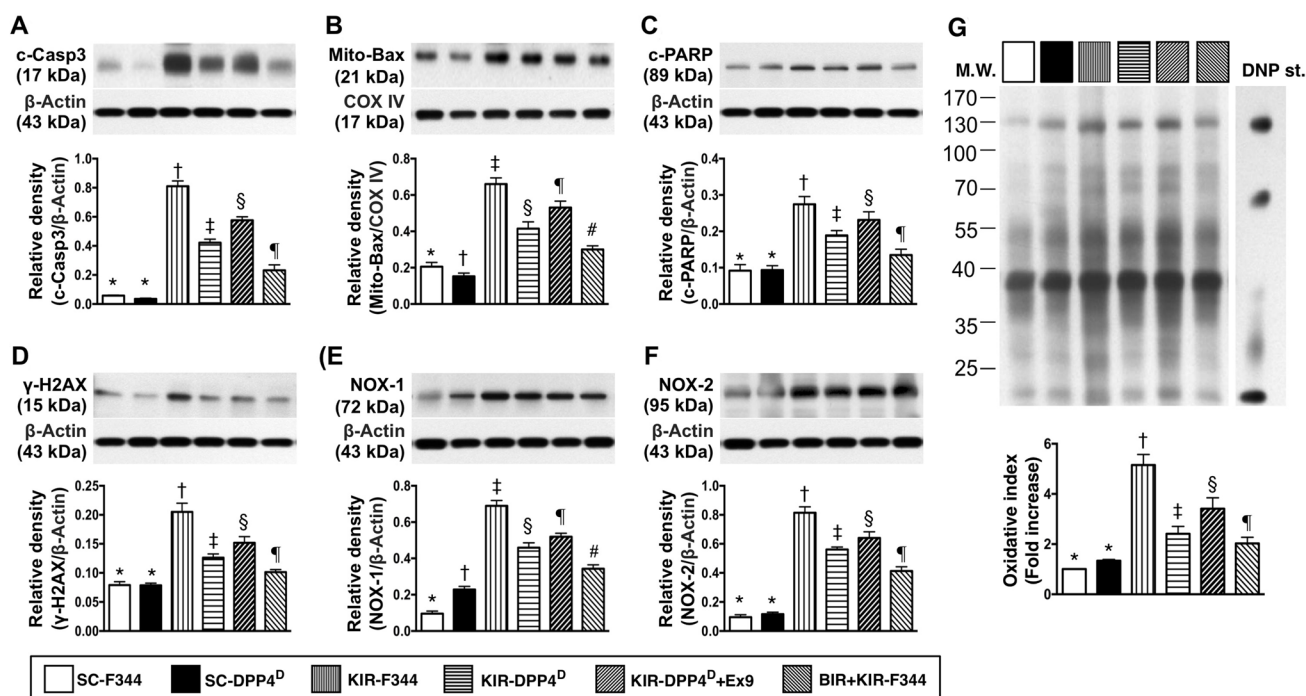 A
c-Casp3
(17 kDa)
β-Actin
(43 kDa)
Relative density
(c-Casp3/β-Actin)
1.0
0.8
0.6
0.4
0.2
0.0
* * † ‡ § ¶
B
Mito-Bax
(21 kDa)
COX IV
(17 kDa)
Relative density
(Mito-Bax/COX IV)
0.8
0.6
0.4
0.2
0.0
* † ‡ § ¶ #
C
c-PARP
(89 kDa)
β-Actin
(43 kDa)
Relative density
(c-PARP/β-Actin)
0.4
0.3
0.2
0.1
0.0
* * † ‡ § ¶
D
γ-H2AX
(15 kDa)
β-Actin
(43 kDa)
Relative density
(γ-H2AX/β-Actin)
0.25
0.20
0.15
0.10
0.05
0.00
* * † ‡ § ¶
(E
NOX-1
(72 kDa)
β-Actin
(43 kDa)
Relative density
(NOX-1/β-Actin)
0.8
0.6
0.4
0.2
0.0
* † ‡ § ¶ #
F
NOX-2
(95 kDa)
β-Actin
(43 kDa)
Relative density
(NOX-2/β-Actin)
1.0
0.8
0.6
0.4
0.2
0.0
* * † ‡ § ¶
G
M.W.
DNP st.
170
130
100
70
55
40
35
25
Oxidative index
(Fold increase)
6
4
2
0
* * † ‡ § ¶
SC-F344 SC-DPP4ᴰ KIR-F344 KIR-DPP4ᴰ KIR-DPP4ᴰ+Ex9 BIR+KIR-F344